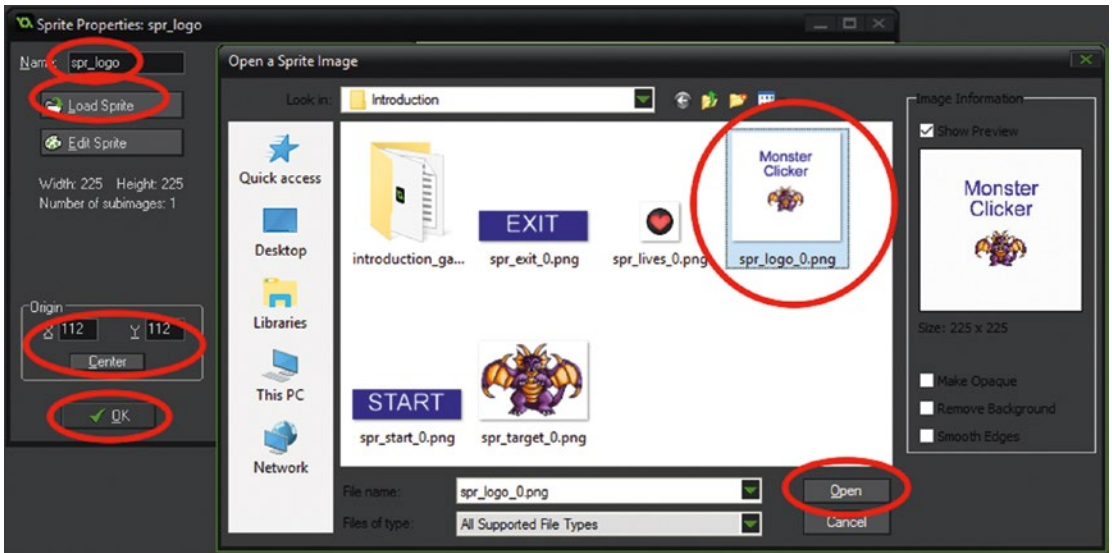 Sprite Properties: spr_logo
Name: spr_logo
Load Sprite
Edit Sprite
Width: 225 Height: 225
Number of subimages: 1
Origin
X 112 Y 112
Center
OK
Open a Sprite Image
Look in: Introduction
Quick access
Desktop
Libraries
This PC
Network
introduction_ga...
EXIT
spr_exit_0.png
spr_lives_0.png
Monster
Clicker
spr_logo_0.png
START
spr_start_0.png
spr_target_0.png
File name: spr_logo_0.png
Open
Files of type: All Supported File Types
Cancel
Image Information
Show Preview
Monster
Clicker
Size: 225 x 225
Make Opaque
Remove Background
Smooth Edges